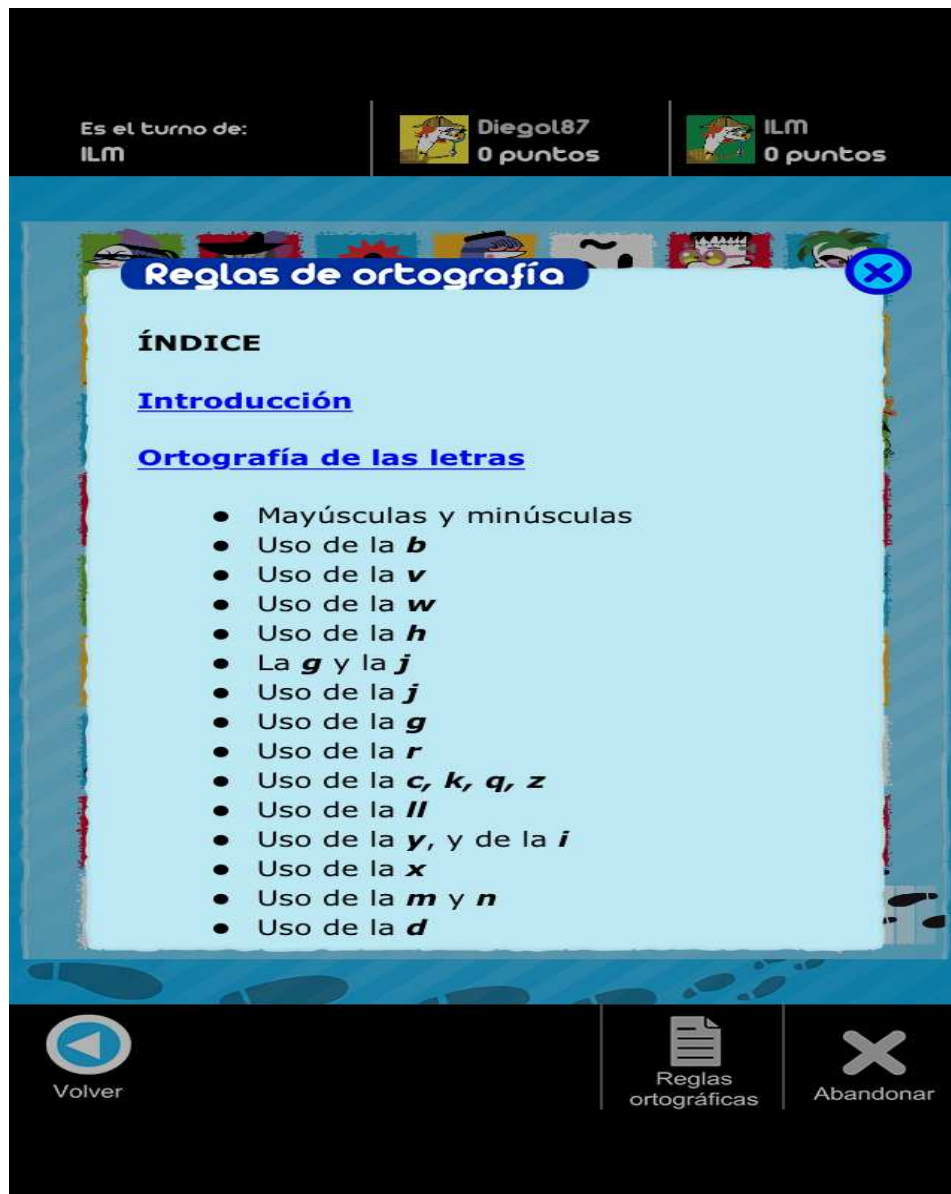 Es el turno de:
ILM
Diegol87
0 puntos
ILM
0 puntos
Reglas de ortografía
ÍNDICE
Introducción
Ortografía de las letras
● Mayúsculas y minúsculas
● Uso de la b
● Uso de la v
● Uso de la w
● Uso de la h
● La g y la j
● Uso de la j
● Uso de la g
● Uso de la r
● Uso de la c, k, q, z
● Uso de la ll
● Uso de la y, y de la i
● Uso de la x
● Uso de la m y n
● Uso de la d
Volver
Reglas
ortográficas
Abandonar